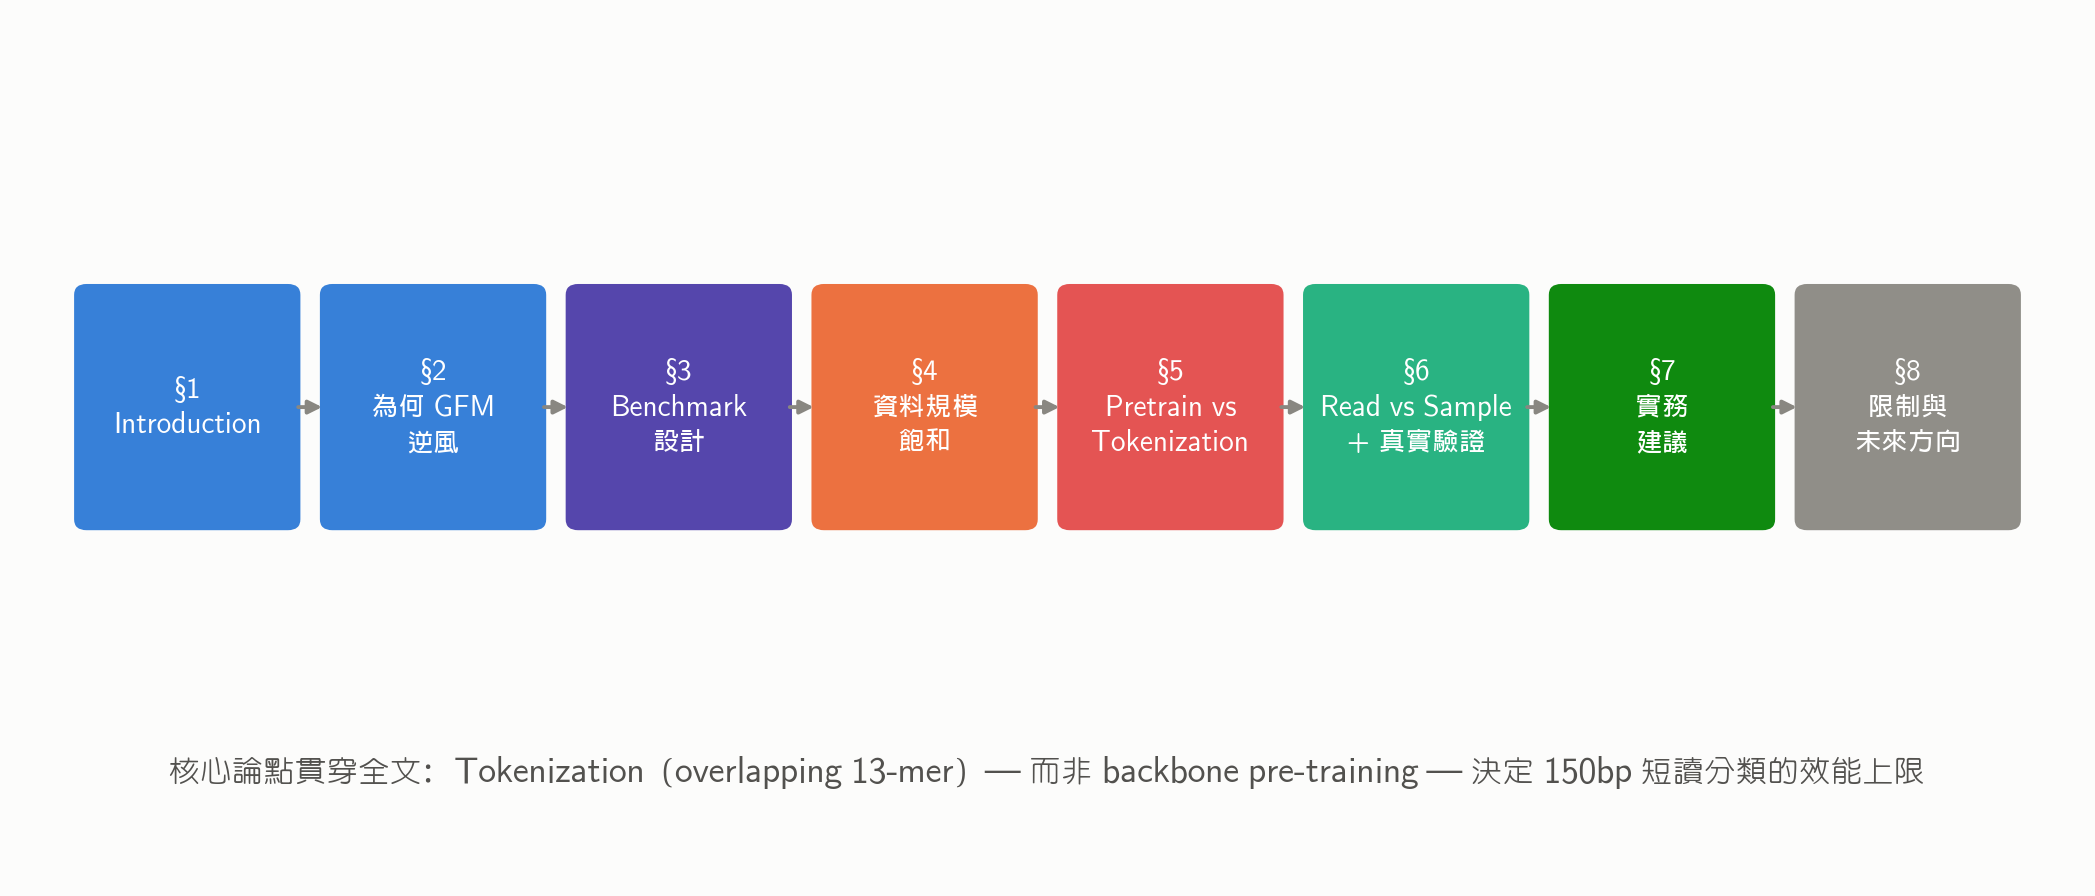 §1
Introduction
§2
為何 GFM
逆風
§3
Benchmark
設計
§4
資料規模
飽和
§5
Pretrain vs
Tokenization
§6
Read vs Sample
+ 真實驗證
§7
實務
建議
§8
限制與
未來方向
核心論點貫穿全文：Tokenization（overlapping 13-mer）— 而非 backbone pre-training — 決定 150bp 短讀分類的效能上限